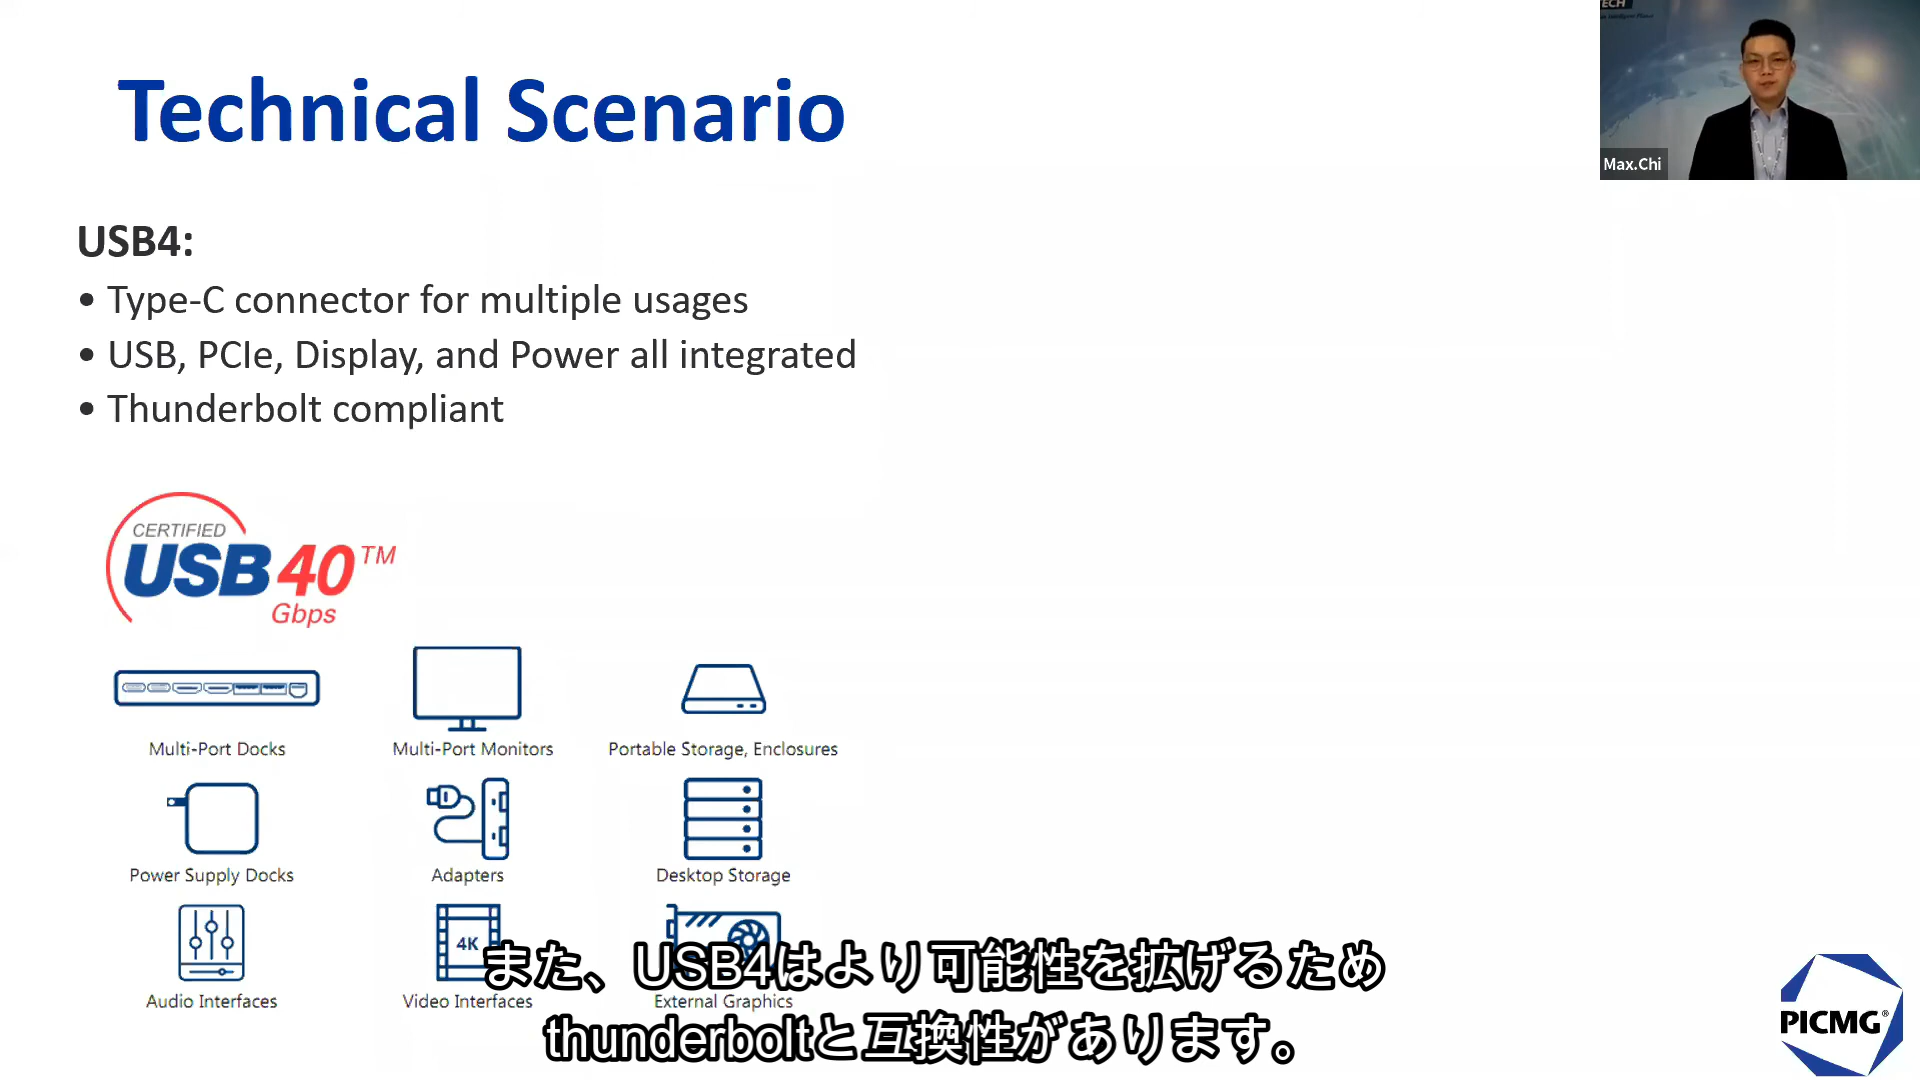 Technical Scenario
ECH
Max.Chi
USB4:
• Type-C connector for multiple usages
• USB, PCIe, Display, and Power all integrated
• Thunderbolt compliant
CERTIFIED
USB 40 TM
Gbps
Multi-Port Docks
Multi-Port Monitors
Portable Storage, Enclosures
Power Supply Docks
Adapters
Desktop Storage
4K
Audio Interfaces
Video Interfaces
External Graphics
また、USB4はより可能性を拡げるため
thunderboltと互換性があります。
PICMG®